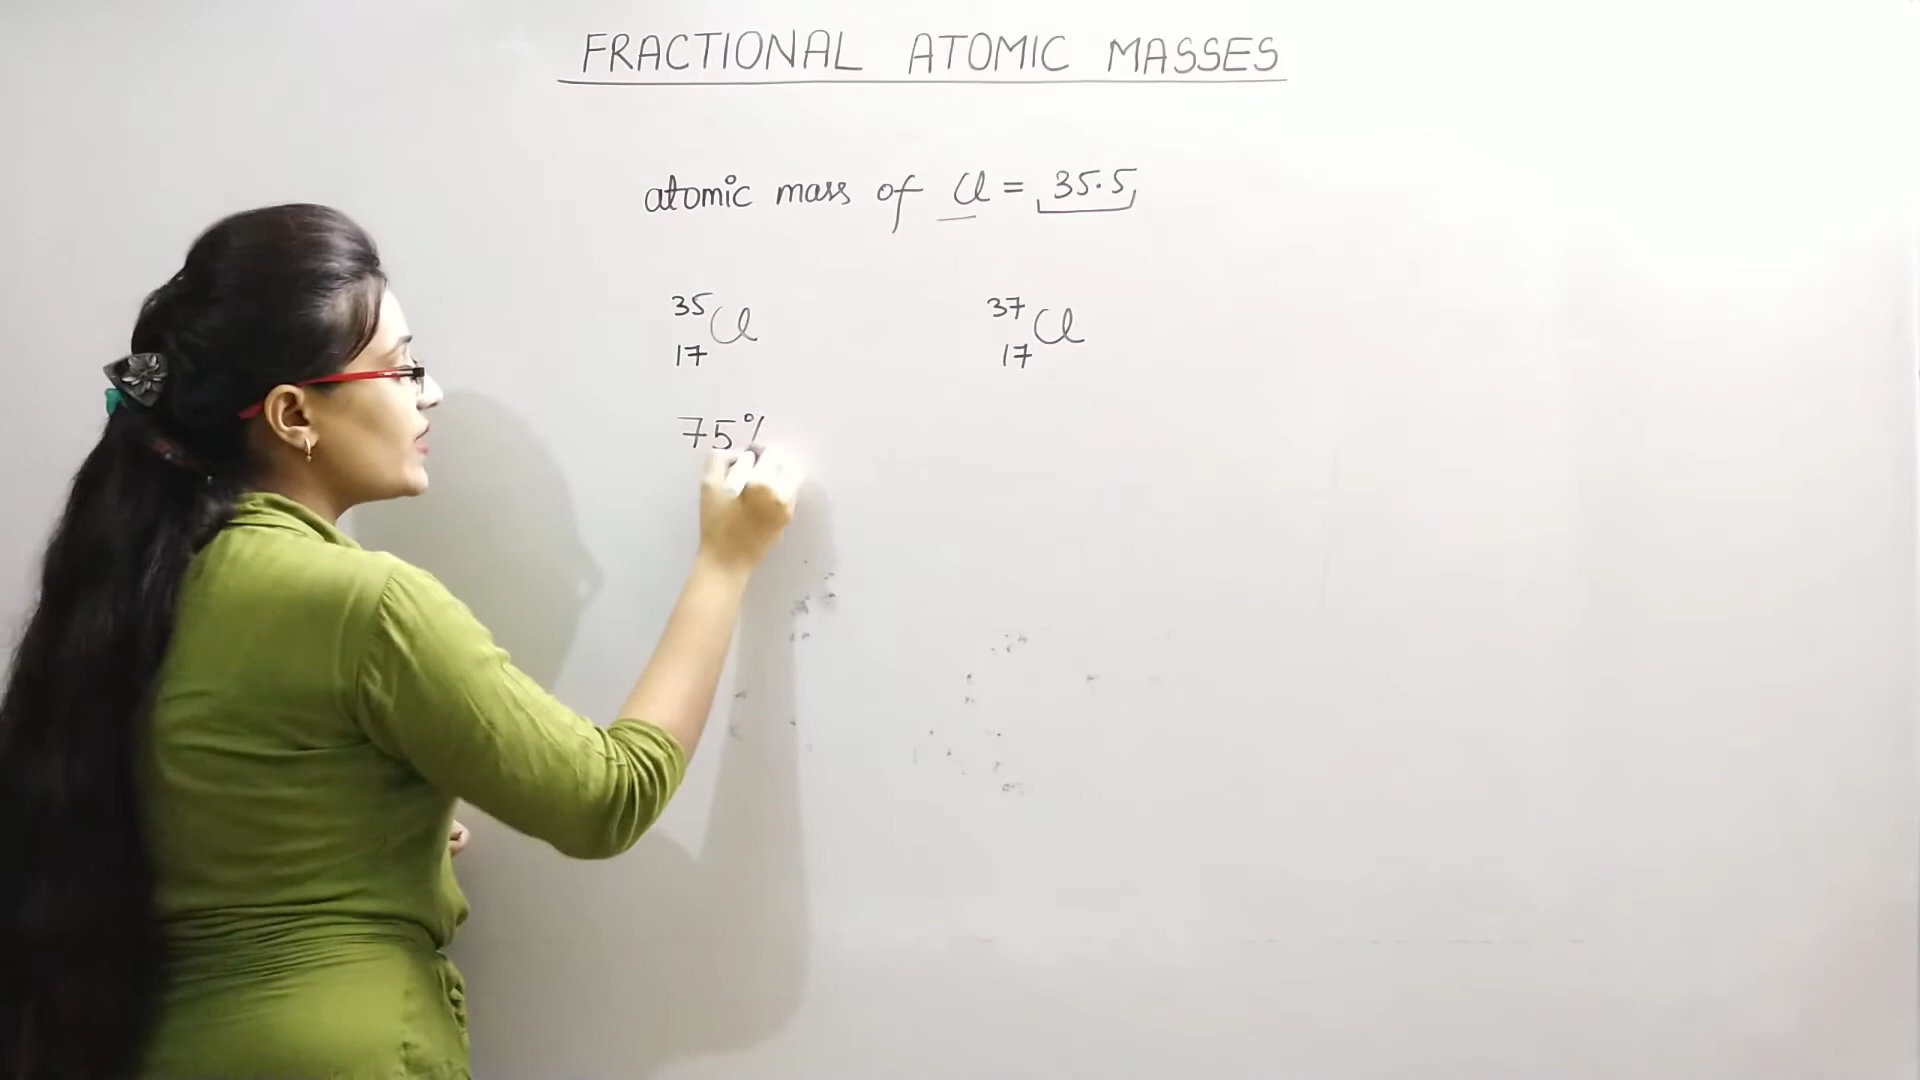 FRACTIONAL ATOMIC MASSES
atomic mass of Cl = 35.5
35 17 Cl 37 17 Cl
75%